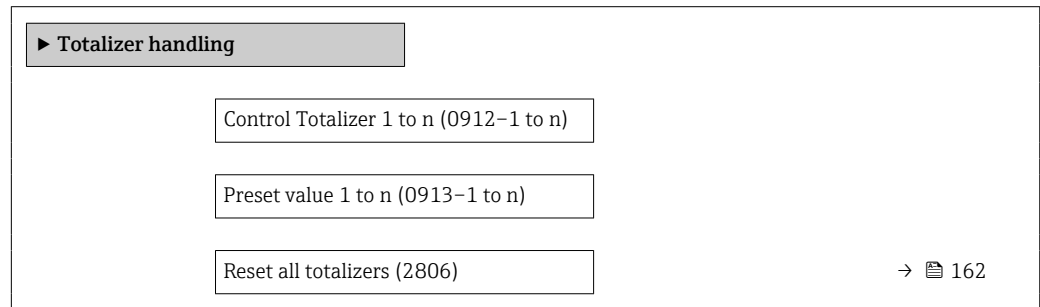 ▶ Totalizer handling
Control Totalizer 1 to n (0912–1 to n)
Preset value 1 to n (0913–1 to n)
Reset all totalizers (2806) → 162